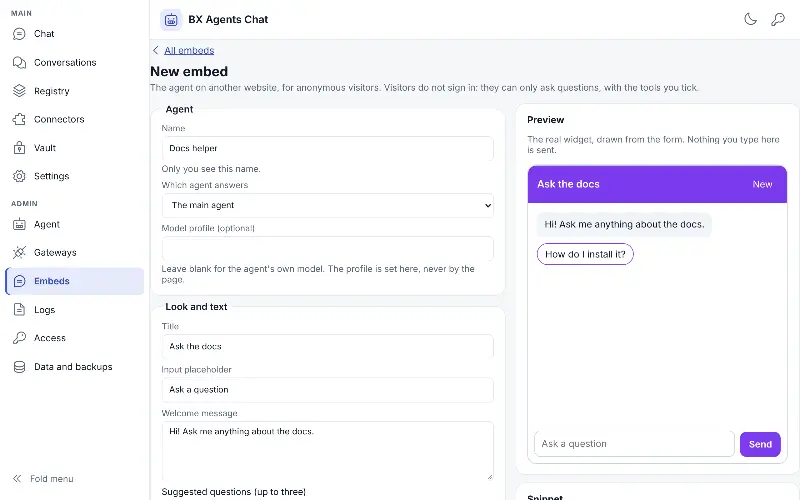 MAIN
Chat
Conversations
Registry
Connectors
Vault
Settings
ADMIN
Agent
Gateways
Embeds
Logs
Access
Data and backups
Fold menu
BX Agents Chat
All embeds
New embed
The agent on another website, for anonymous visitors. Visitors do not sign in: they can only ask questions, with the tools you tick.
Agent
Name
Docs helper
Only you see this name.
Which agent answers
The main agent
Model profile (optional)
Leave blank for the agent's own model. The profile is set here, never by the
page.
Look and text
Title
Ask the docs
Input placeholder
Ask a question
Welcome message
Hi! Ask me anything about the docs.
Suggested questions (up to three)
Preview
The real widget, drawn from the form. Nothing you type here
is sent.
Ask the docs
New
Hi! Ask me anything about the docs.
How do I install it?
Ask a question
Send
Snippet